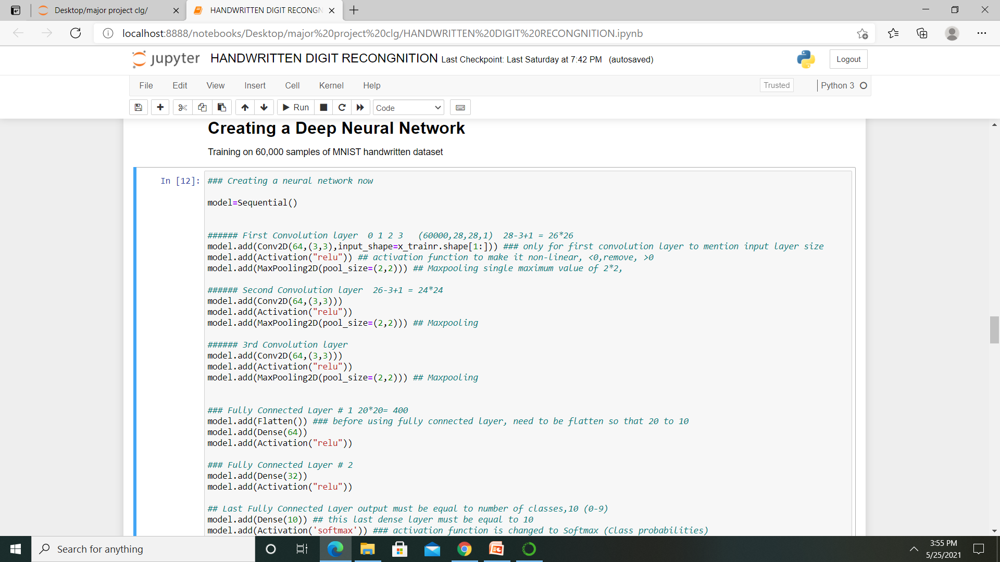 Desktop/major project clg/
HANDWRITTEN DIGIT RECONGN
localhost:8888/notebooks/Desktop/major%20project%20clg/HANDWRITTEN%20DIGIT%20RECONGNITION.ipynb
jupyter HANDWRITTEN DIGIT RECONGNITION Last Checkpoint: Last Saturday at 7:42 PM (autosaved)
Logout
File Edit View Insert Cell Kernel Help
Trusted
Python 3
Run
Code
Creating a Deep Neural Network
Training on 60,000 samples of MNIST handwritten dataset
In [12]:
### Creating a neural network now
model=Sequential()
###### First Convolution layer  0 1 2 3   (60000,28,28,1)  28-3+1 = 26*26
model.add(Conv2D(64,(3,3),input_shape=x_trainr.shape[1:])) ### only for first convolution layer to mention input layer size
model.add(Activation("relu")) ## activation function to make it non-linear, <0,remove, >0
model.add(MaxPooling2D(pool_size=(2,2))) ## Maxpooling single maximum value of 2*2,
###### Second Convolution layer  26-3+1 = 24*24
model.add(Conv2D(64,(3,3)))
model.add(Activation("relu"))
model.add(MaxPooling2D(pool_size=(2,2))) ## Maxpooling
###### 3rd Convolution layer
model.add(Conv2D(64,(3,3)))
model.add(Activation("relu"))
model.add(MaxPooling2D(pool_size=(2,2))) ## Maxpooling
### Fully Connected Layer # 1 20*20= 400
model.add(Flatten()) ### before using fully connected layer, need to be flatten so that 20 to 10
model.add(Dense(64))
model.add(Activation("relu"))
### Fully Connected Layer # 2
model.add(Dense(32))
model.add(Activation("relu"))
## Last Fully Connected Layer output must be equal to number of classes,10 (0-9)
model.add(Dense(10)) ## this last dense layer must be equal to 10
model.add(Activation('softmax')) ### activation function is changed to Softmax (Class probabilities)
Search for anything
3:55 PM
5/25/2021